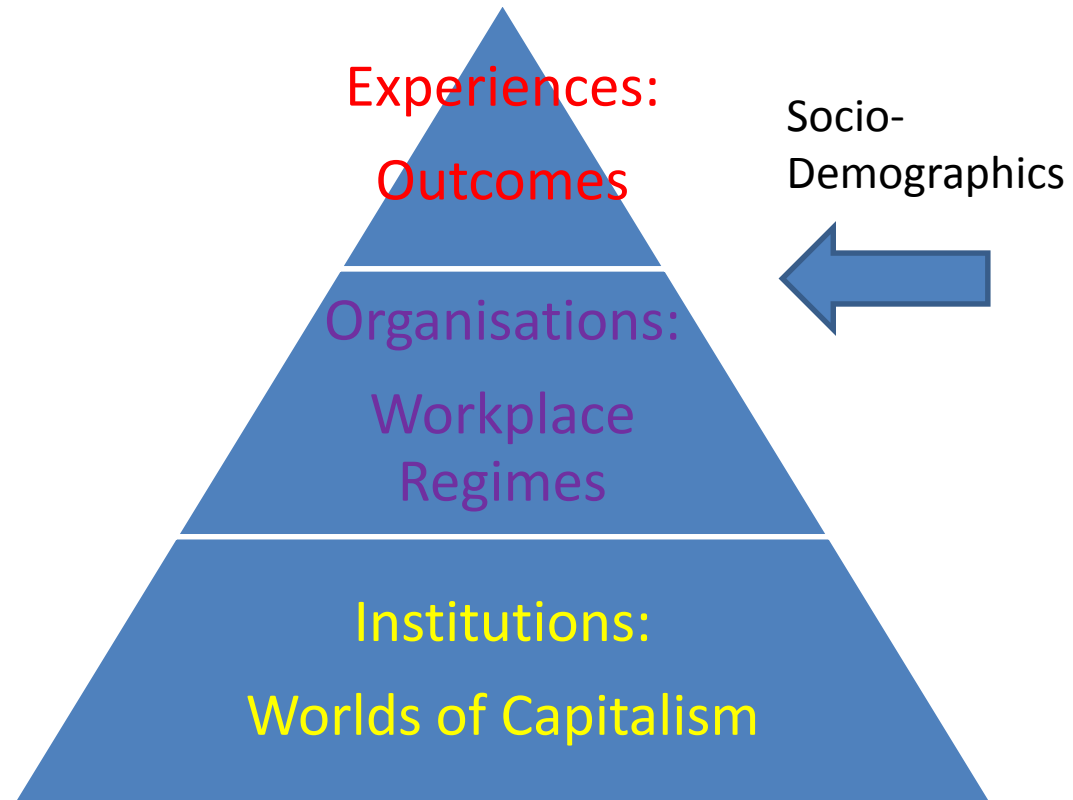 Experiences:
Outcomes
Socio-
Demographics
Organisations:
Workplace
Regimes
Institutions:
Worlds of Capitalism